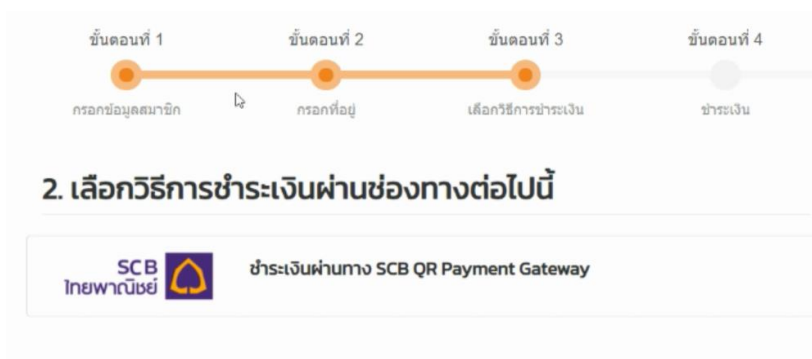 ขั้นตอนที่ 1 ขั้นตอนที่ 2 ขั้นตอนที่ 3 ขั้นตอนที่ 4
กรอกข้อมูลสมาชิก กรอกที่อยู่ เลือกวิธีการชำระเงิน ชำระเงิน
2. เลือกวิธีการชำระเงินผ่านช่องทางต่อไปนี้
SCB
ไทยพาณิชย์
ชำระเงินผ่านทาง SCB QR Payment Gateway